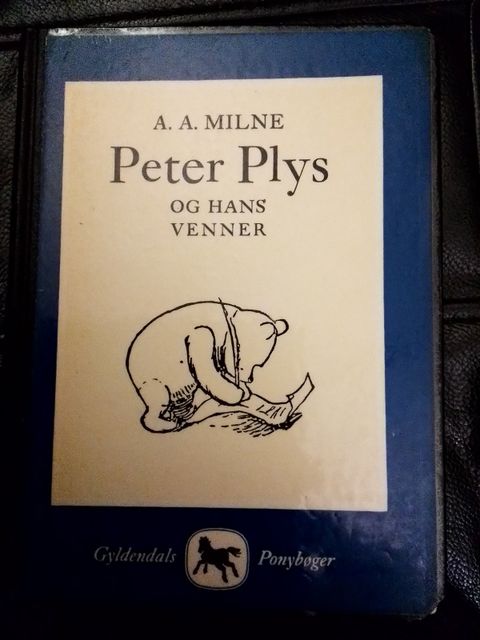 A. A. MILNE
Peter Plys
OG HANS
VENNER
Gyldendals Ponybøger